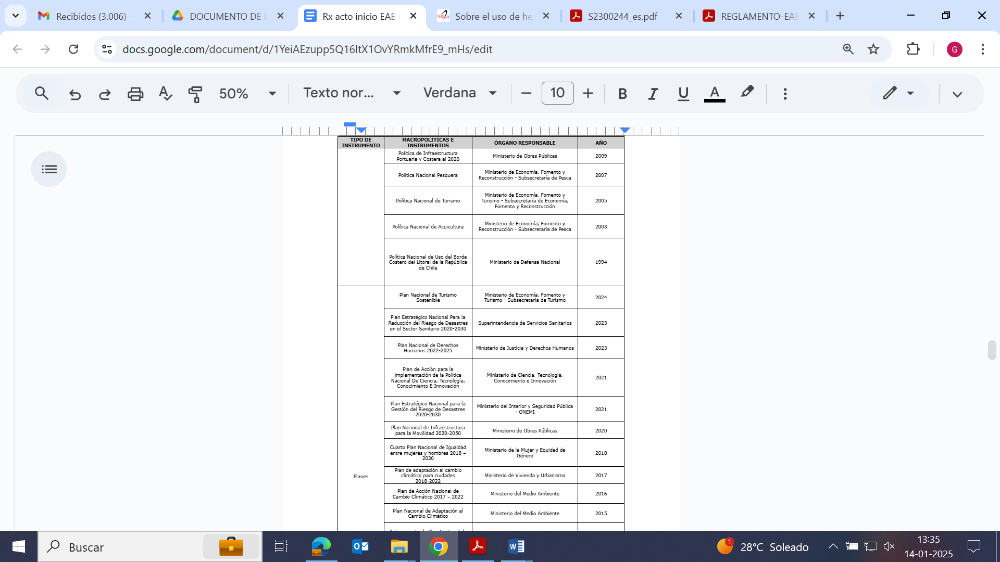 Recibidos (3.006) -
DOCUMENTO DE I
Rx acto inicio EAE a
Sobre el uso de he
S2300244_es.pdf
REGLAMENTO-EAE
docs.google.com/document/d/1YeiAEzupp5Q16ltX1OvYRmkMfrE9_mHs/edit
G
50%
Texto nor...
Verdana
10
B
I
U
A
TIPO DE
INSTRUMENTO
MACROPOLÍTICAS E
INSTRUMENTOS
ÓRGANO RESPONSABLE
AÑO
Política de Infraestructura
Portuaria y Costera al 2020
Ministerio de Obras Públicas
2009
Política Nacional Pesquera
Ministerio de Economía, Fomento y
Reconstrucción - Subsecretaría de Pesca
2007
Política Nacional de Turismo
Ministerio de Economía, Fomento y
Turismo - Subsecretaría de Economía,
Fomento y Reconstrucción
2005
Política Nacional de Acuicultura
Ministerio de Economía, Fomento y
Reconstrucción - Subsecretaría de Pesca
2003
Política Nacional de Uso del Borde
Costero del Litoral de la República
de Chile
Ministerio de Defensa Nacional
1994
Planes
Plan Nacional de Turismo
Sostenible
Ministerio de Economía, Fomento y
Turismo - Subsecretaría de Turismo
2024
Plan Estratégico Nacional Para la
Reducción del Riesgo de Desastres
en el Sector Sanitario 2020-2030
Superintendencia de Servicios Sanitarios
2023
Plan Nacional de Derechos
Humanos 2022-2025
Ministerio de Justicia y Derechos Humanos
2023
Plan de Acción para la
implementación de la Política
Nacional De Ciencia, Tecnología,
Conocimiento E Innovación
Ministerio de Ciencia, Tecnología,
Conocimiento e Innovación
2021
Plan Estratégico Nacional para la
Gestión del Riesgo de Desastres
2020-2030
Ministerio del Interior y Seguridad Pública
- ONEMI
2021
Plan Nacional de Infraestructura
para la Movilidad 2020-2050
Ministerio de Obras Públicas
2020
Cuarto Plan Nacional de Igualdad
entre mujeres y hombres 2018 –
2030
Ministerio de la Mujer y Equidad de
Género
2018
Plan de adaptación al cambio
climático para ciudades
2018-2022
Ministerio de Vivienda y Urbanismo
2017
Plan de Acción Nacional de
Cambio Climático 2017 – 2022
Ministerio del Medio Ambiente
2016
Plan Nacional de Adaptación al
Cambio Climático
Ministerio del Medio Ambiente
2015
Buscar
1
28°C Soleado
13:35
14-01-2025